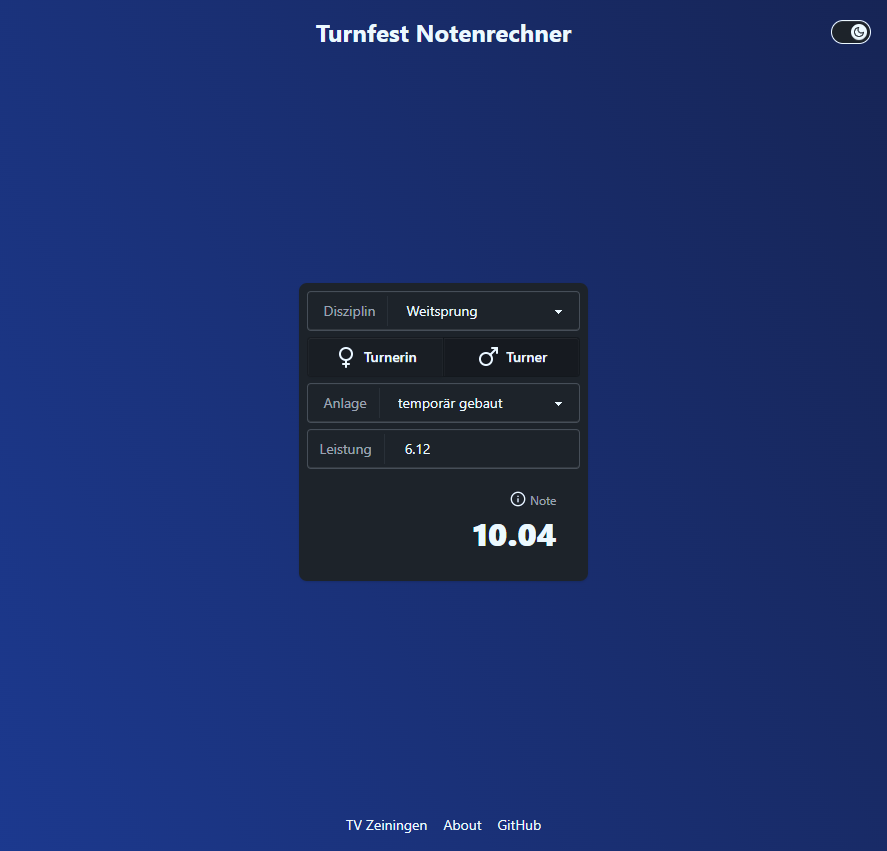 Turnfest Notenrechner
Disziplin Weitsprung
Turnerin Turner
Anlage temporär gebaut
Leistung 6.12
Note
10.04
TV Zeiningen About GitHub